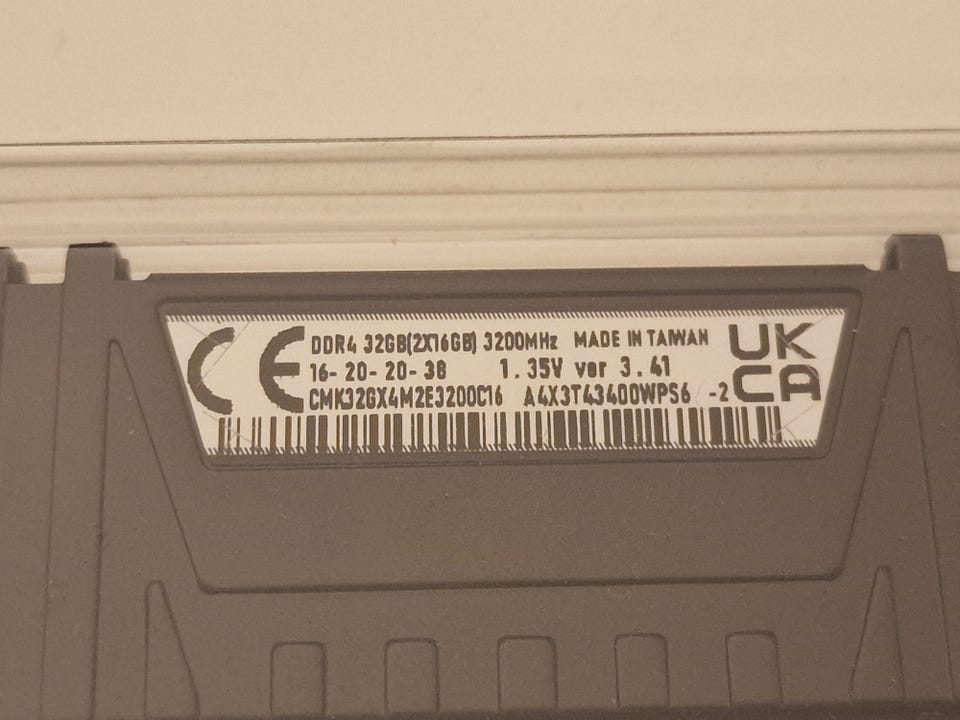 CE DDR4 32GB(2X16GB) 3200MHz MADE IN TAIWAN UK
16-20-20-38 1.35V ver 3.41 CA
CMK32GX4M2E3200C16 A4X3T43400WPS6 -2